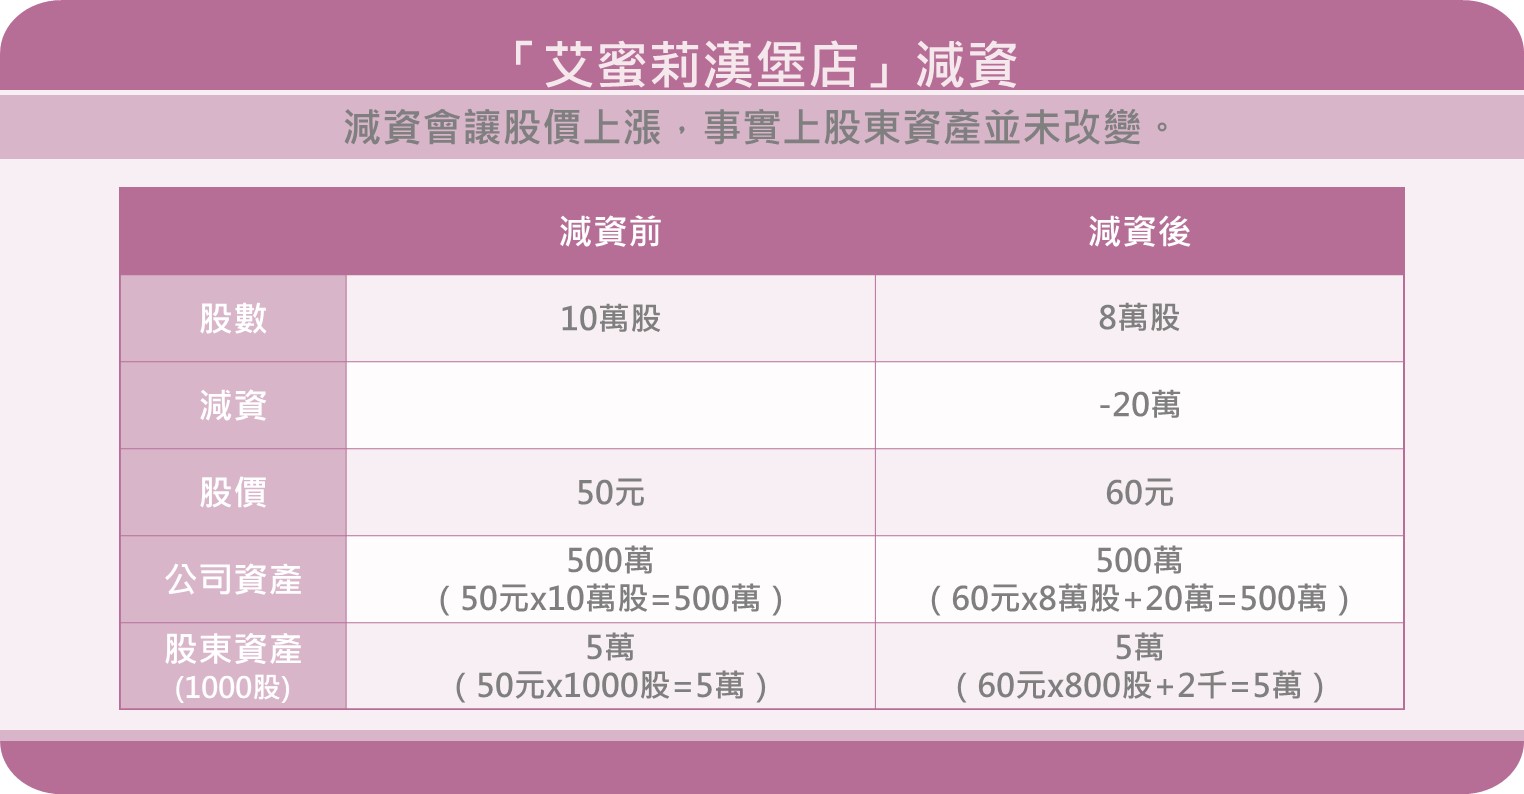 「艾蜜莉漢堡店」減資
減資會讓股價上漲，事實上股東資產並未改變。
減資前 減資後
股數 10萬股 8萬股
減資 -20萬
股價 50元 60元
公司資產 500萬 500萬
（50元x10萬股=500萬） （60元x8萬股+20萬=500萬）
股東資產 5萬 5萬
(1000股) （50元x1000股=5萬） （60元x800股+2千=5萬）